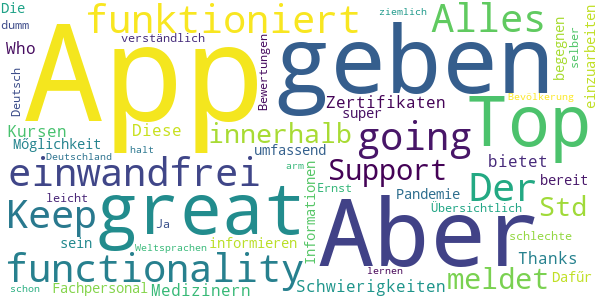 Die
funktioniert
Alles
ziemlich
dumm
App
geben
Top
Who
verständlich
Deutsch
Bewertungen
begegnen
selber
einzuarbeiten
Zertifikaten
super
Bevölkerung
Kursen
Diese
innerhalb
going
Möglichkeit
Deutschland
umfassend
Support
bietet
einwandfrei
halt
arm
Der
bereit
leicht
great
Informationen
Ernst
Aber
Pandemie
Std
Keep
Ja
Übersichtlich
sein
Weltsprachen
informieren
schlechte
functionality
lernen
meldet
Thanks
Dafür
schon
Fachpersonal
Medizinern
Schwierigkeiten